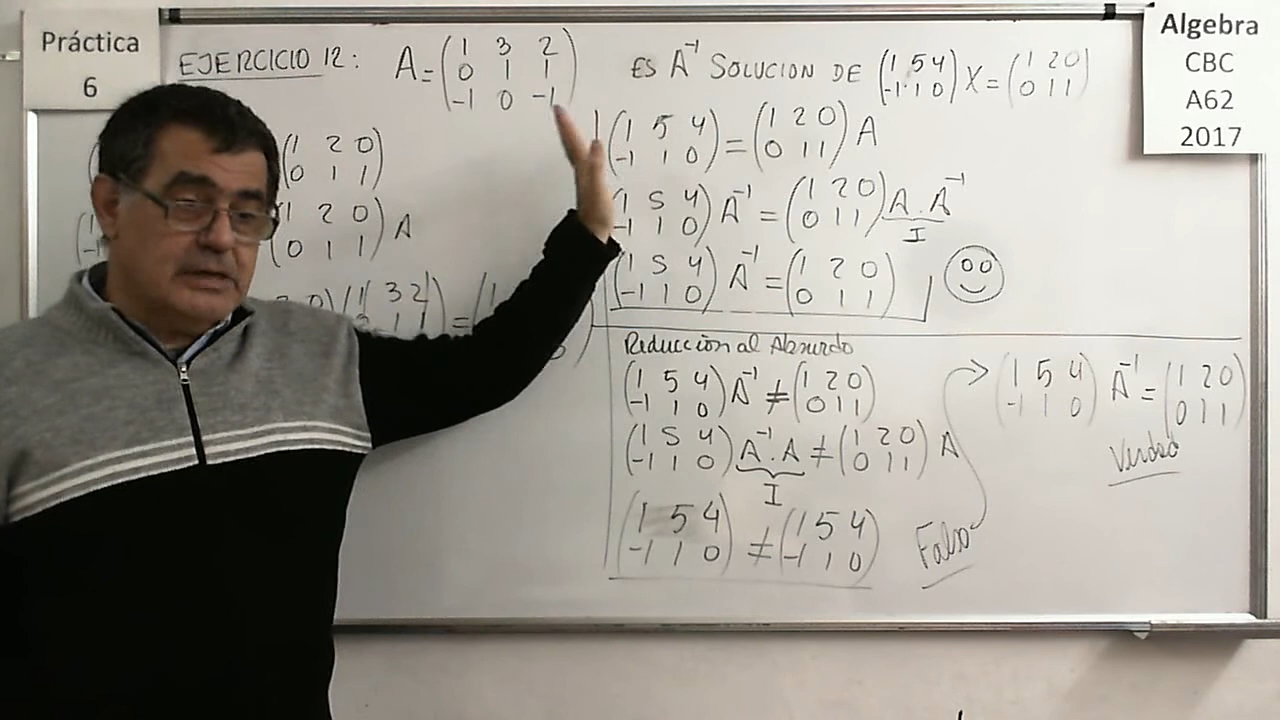 Práctica
6
EJERCICIO 12: A = (1 3 2
0 1 1
-1 0 -1) ES A⁻¹ SOLUCION DE (1 5 4
-1 1 0) X = (1 2 0
0 1 1)
Algebra
CBC
A62
2017
(1 2 0
0 1 1)
(1 2 0
0 1 1) A
(1 3 2
1 1) = (1
(1 5 4
-1 1 0) = (1 2 0
0 1 1) A
(1 5 4
-1 1 0) A⁻¹ = (1 2 0
0 1 1) A . A⁻¹
I
(1 5 4
-1 1 0) A⁻¹ = (1 2 0
0 1 1)
Reducción al Absurdo
(1 5 4
-1 1 0) A⁻¹ ≠ (1 2 0
0 1 1)
(1 5 4
-1 1 0) A⁻¹ . A ≠ (1 2 0
0 1 1) A
I
(1 5 4
-1 1 0) ≠ (1 5 4
-1 1 0) Falso
(1 5 4
-1 1 0) A⁻¹ = (1 2 0
0 1 1)
Verdad